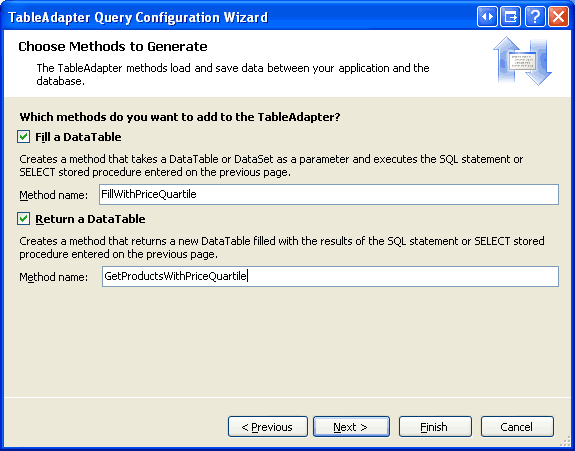 TableAdapter Query Configuration Wizard
Choose Methods to Generate
The TableAdapter methods load and save data between your application and the
database.
Which methods do you want to add to the TableAdapter?
Fill a DataTable
Creates a method that takes a DataTable or DataSet as a parameter and executes the SQL statement or
SELECT stored procedure entered on the previous page.
Method name: FillWithPriceQuartile
Return a DataTable
Creates a method that returns a new DataTable filled with the results of the SQL statement or SELECT stored
procedure entered on the previous page.
Method name: GetProductsWithPriceQuartile
< Previous Next > Finish Cancel